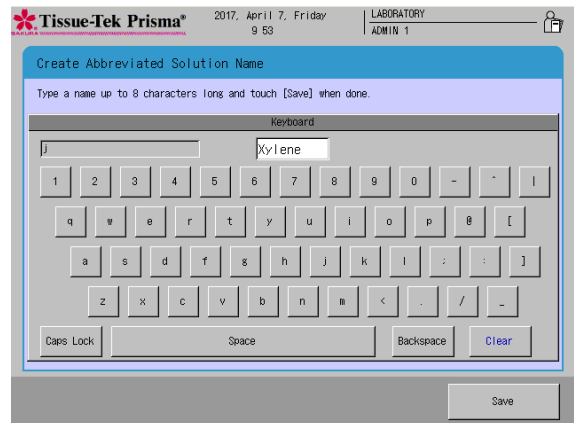 Tissue-Tek Prisma®
SAKURA
2017, April 7, Friday
9 53
LABORATORY
ADMIN 1
Create Abbreviated Solution Name
Type a name up to 8 characters long and touch [Save] when done.
Keyboard
j Xylene
1 2 3 4 5 6 7 8 9 0 - ^ |
q w e r t y u i o p @ [
a s d f g h j k l ; : ]
z x c v b n m < . / _
Caps Lock Space Backspace Clear
Save